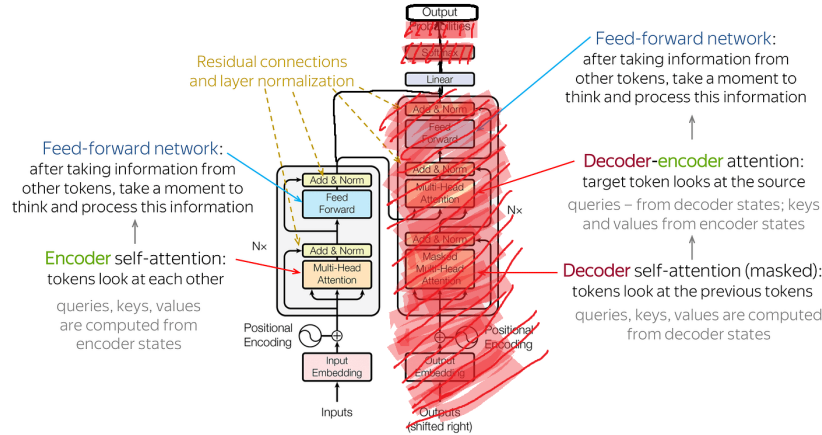 Output
Probabilities
Softmax
Linear
Residual connections
and layer normalization
Feed-forward network:
after taking information from
other tokens, take a moment to
think and process this information
Add & Norm
Feed
Forward
Add & Norm
Multi-Head
Attention
Nx
Add & Norm
Masked
Multi-Head
Attention
Decoder-encoder attention:
target token looks at the source
queries – from decoder states; keys
and values from encoder states
Decoder self-attention (masked):
tokens look at the previous tokens
queries, keys, values are computed
from decoder states
Feed-forward network:
after taking information from
other tokens, take a moment to
think and process this information
Add & Norm
Feed
Forward
Nx
Add & Norm
Multi-Head
Attention
Encoder self-attention:
tokens look at each other
queries, keys, values
are computed from
encoder states
Positional
Encoding
Positional
Encoding
Input
Embedding
Output
Embedding
Inputs
Outputs
(shifted right)